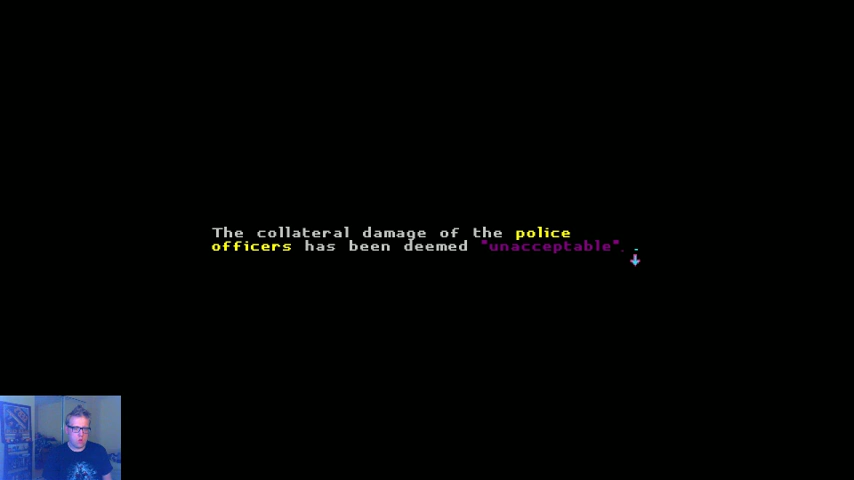 The collateral damage of the police
officers has been deemed "unacceptable".